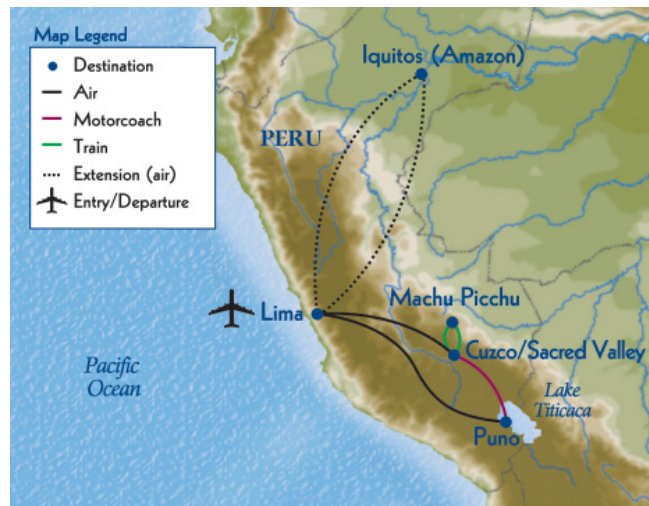 Map Legend
Destination
Air
Motorcoach
Train
Extension (air)
Entry/Departure
Iquitos (Amazon)
PERU
Lima
Machu Picchu
Cuzco/Sacred Valley
Pacific
Ocean
Lake
Titicaca
Puno